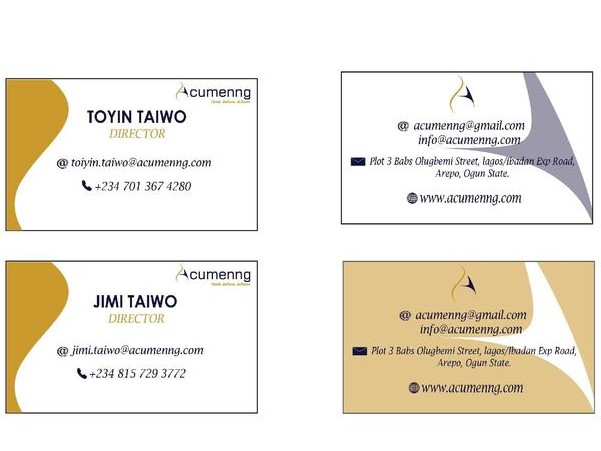 Acumenng
TOYIN TAIWO
DIRECTOR
@ toiyin.taiwo@acumenng.com
+234 701 367 4280
@ acumenng@gmail.com
info@acumenng.com
Plot 3 Babs Olugbemi Street, lagos/Ibadan Exp Road,
Arepo, Ogun State.
www.acumenng.com
Acumenng
JIMI TAIWO
DIRECTOR
@ jimi.taiwo@acumenng.com
+234 815 729 3772
@ acumenng@gmail.com
info@acumenng.com
Plot 3 Babs Olugbemi Street, lagos/Ibadan Exp Road,
Arepo, Ogun State.
www.acumenng.com